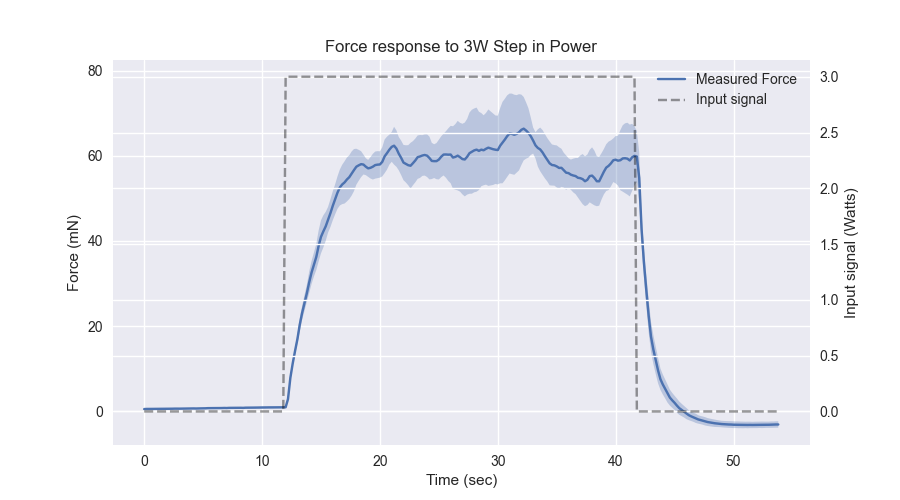 Force response to 3W Step in Power
Measured Force
Input signal
80
60
40
20
0
Force (mN)
3.0
2.5
2.0
1.5
1.0
0.5
0.0
Input signal (Watts)
0 10 20 30 40 50
Time (sec)